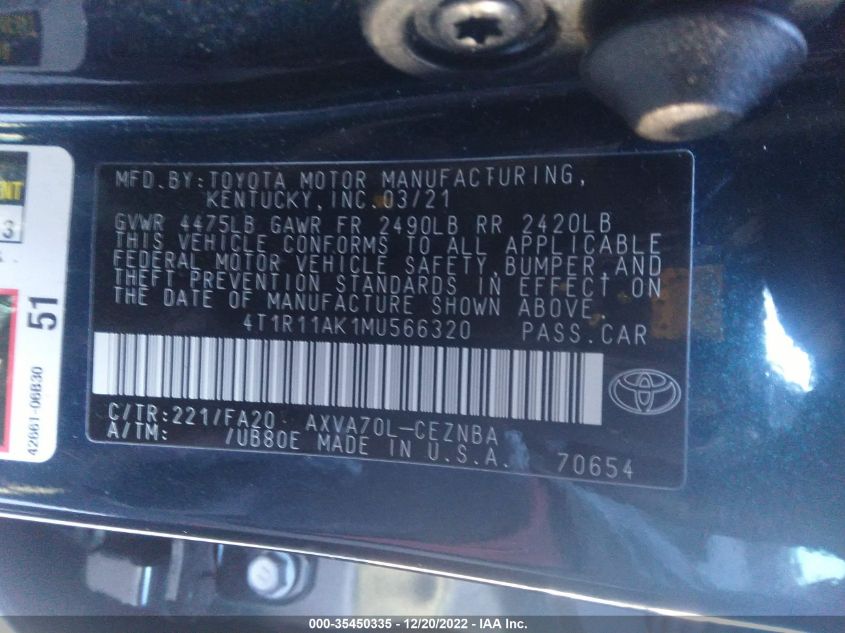 MFD.BY:TOYOTA MOTOR MANUFACTURING,
KENTUCKY,INC.03/21
GVWR 4475LB GAWR FR 2490LB RR 2420LB
THIS VEHICLE CONFORMS TO ALL APPLICABLE
FEDERAL MOTOR VEHICLE SAFETY,BUMPER,AND
THEFT PREVENTION STANDARDS IN EFFECT ON
THE DATE OF MANUFACTURE SHOWN ABOVE.
4T1R11AK1MU566320 PASS.CAR
C/TR:221/FA20 AXVA70L-CEZNBA
A/TM: /UB80E MADE IN U.S.A. 70654
51
42661-06B30
3
000-35450335 - 12/20/2022 - IAA Inc.